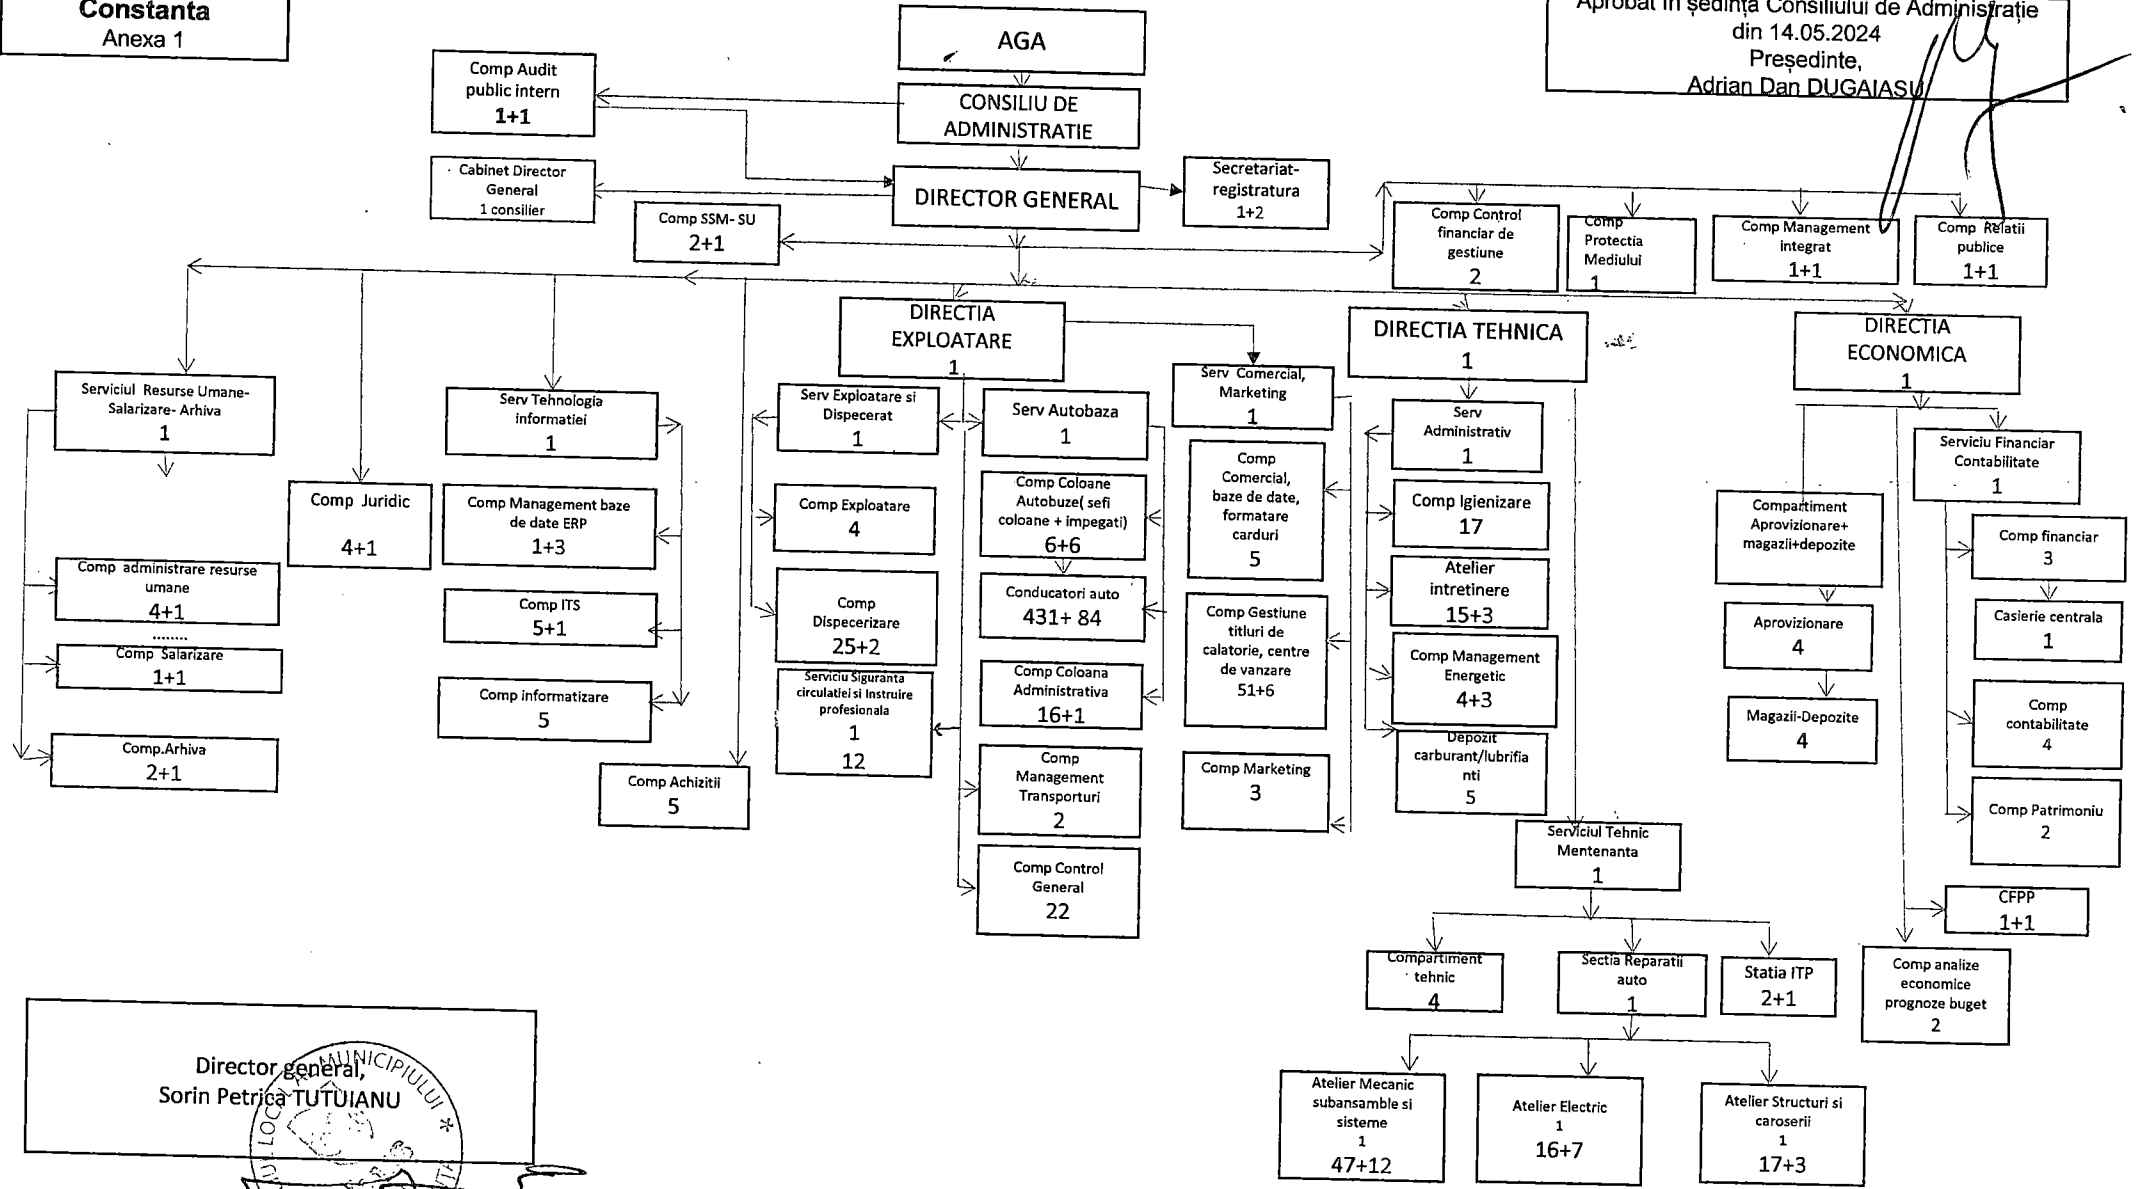 Constanta
Anexa 1
Aprobat în ședința Consiliului de Administrație
din 14.05.2024
Președinte,
Adrian Dan DUGAIASU
AGA
CONSILIU DE
ADMINISTRATIE
Comp Audit
public intern
1+1
Cabinet Director
General
1 consilier
DIRECTOR GENERAL
Secretariat-
registratura
1+2
Comp SSM- SU
2+1
Comp Control
financiar de
gestiune
2
Comp
Protectia
Mediului
1
Comp Management
integrat
1+1
Comp Relatii
publice
1+1
DIRECTIA
EXPLOATARE
1
DIRECTIA TEHNICA
1
DIRECTIA
ECONOMICA
1
Serviciul Resurse Umane-
Salarizare- Arhiva
1
Comp administrare resurse
umane
4+1
........
Comp Salarizare
1+1
Comp.Arhiva
2+1
Comp Juridic
4+1
Serv Tehnologia
informatiei
1
Comp Management baze
de date ERP
1+3
Comp ITS
5+1
Comp informatizare
5
Comp Achizitii
5
Serv Exploatare si
Dispecerat
1
Comp Exploatare
4
Comp
Dispecerizare
25+2
Serviciu Siguranta
circulatiei si Instruire
profesionala
1
12
Serv Autobaza
1
Comp Coloane
Autobuze( sefi
coloane + impegati)
6+6
Conducatori auto
431+ 84
Comp Coloana
Administrativa
16+1
Comp
Management
Transporturi
2
Comp Control
General
22
Serv Comercial,
Marketing
1
Comp
Comercial,
baze de date,
formatare
carduri
5
Comp Gestiune
titluri de
calatorie, centre
de vanzare
51+6
Comp Marketing
3
Serv
Administrativ
1
Comp Igienizare
17
Atelier
intretinere
15+3
Comp Management
Energetic
4+3
Depozit
carburant/lubrifia
nti
5
Serviciul Tehnic
Mentenanta
1
Compartiment
tehnic
4
Sectia Reparatii
auto
1
Statia ITP
2+1
Atelier Mecanic
subansamble si
sisteme
1
47+12
Atelier Electric
1
16+7
Atelier Structuri si
caroserii
1
17+3
Compartiment
Aprovizionare+
magazii+depozite
Aprovizionare
4
Magazii-Depozite
4
Serviciu Financiar
Contabilitate
1
Comp financiar
3
Casierie centrala
1
Comp
contabilitate
4
Comp Patrimoniu
2
CFPP
1+1
Comp analize
economice
prognoze buget
2
Director general,
Sorin Petrica TUTUIANU
MUNICIPIULUI *